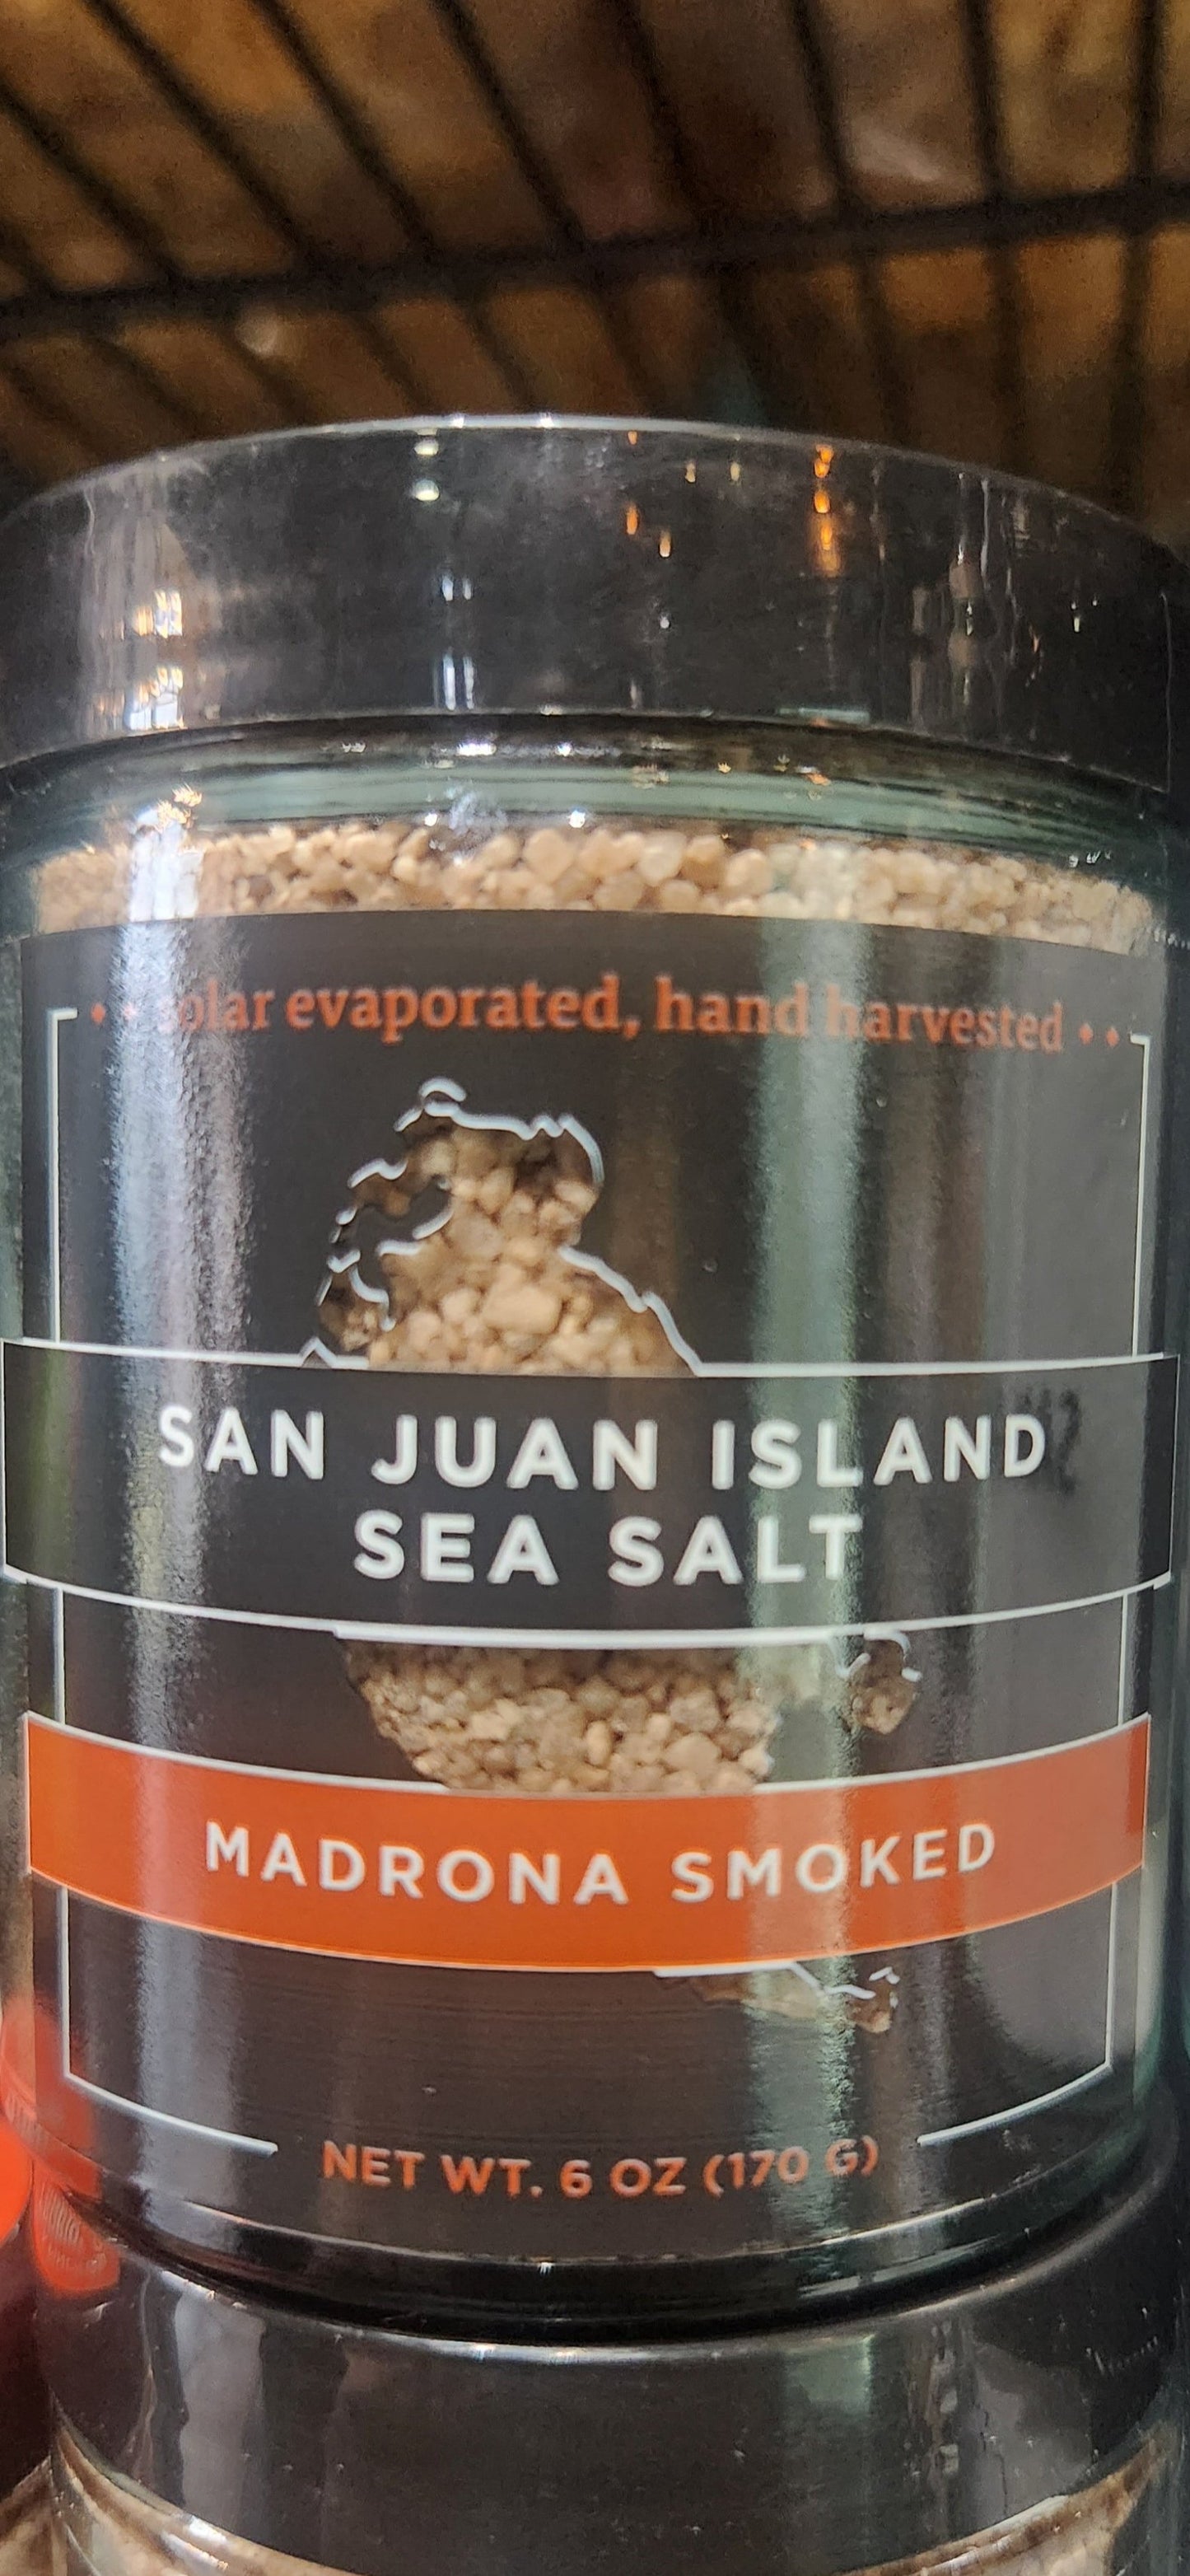 solar evaporated, hand harvested
SAN JUAN ISLAND
SEA SALT
MADRONA SMOKED
NET WT. 6 OZ (170 G)